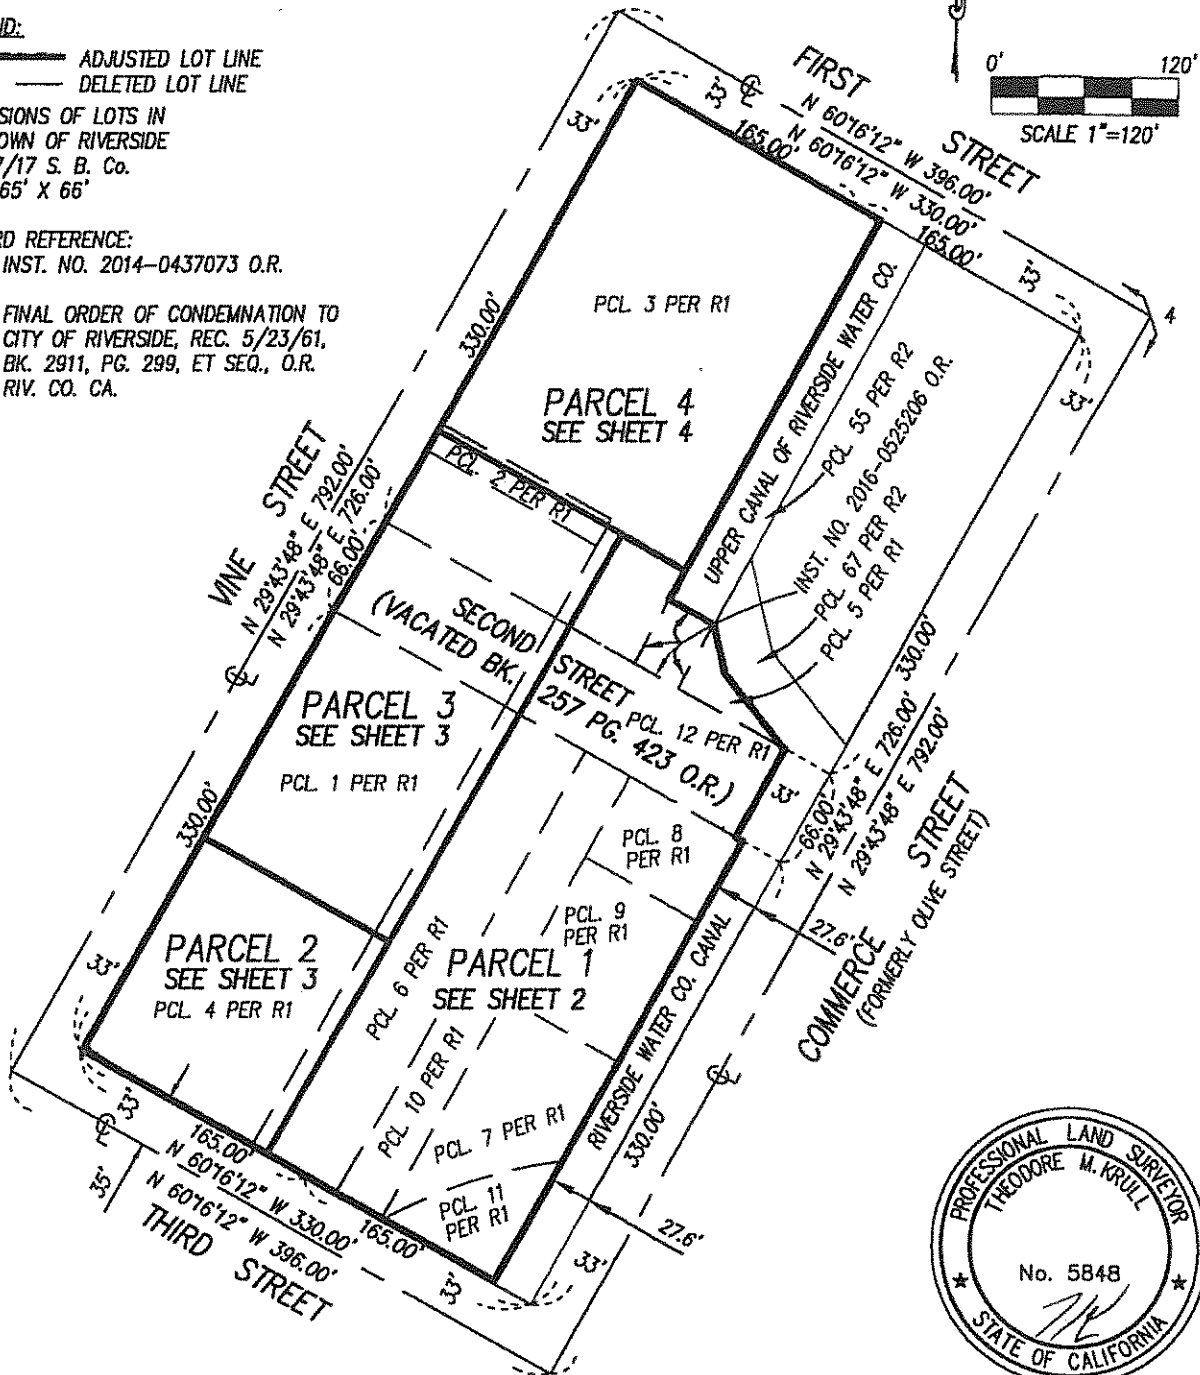 ND:
ADJUSTED LOT LINE
DELETED LOT LINE
SIONS OF LOTS IN
OWN OF RIVERSIDE
7/17 S. B. Co.
65' X 66'
RD REFERENCE:
INST. NO. 2014-0437073 O.R.
FINAL ORDER OF CONDEMNATION TO
CITY OF RIVERSIDE, REC. 5/23/61,
BK. 2911, PG. 299, ET SEQ., O.R.
RIV. CO. CA.
0' 120'
SCALE 1"=120'
FIRST STREET
N 60°16'12" W 396.00'
N 60°16'12" W 330.00'
165.00'
165.00'
33'
33'
33'
33'
4
330.00'
PCL. 3 PER R1
PARCEL 4
SEE SHEET 4
UPPER CANAL OF RIVERSIDE WATER CO.
PCL. 55 PER R2
INST. NO. 2016-0525206 O.R.
PCL. 67 PER R2
PCL. 5 PER R1
PCL. 2 PER R1
VINE STREET
N 29°43'48" E 792.00'
N 29°43'48" E 726.00'
66.00'
SECOND STREET
(VACATED BK. 257 PG. 423 O.R.)
PCL. 12 PER R1
PARCEL 3
SEE SHEET 3
PCL. 1 PER R1
330.00'
330.00'
N 29°43'48" E 726.00'
N 29°43'48" E 792.00'
66.00'
33'
COMMERCE STREET
(FORMERLY OLIVE STREET)
27.6'
PCL. 8
PER R1
PCL. 9
PER R1
PARCEL 2
SEE SHEET 3
PCL. 4 PER R1
PCL. 6 PER R1
PARCEL 1
SEE SHEET 2
PCL. 10 PER R1
PCL. 7 PER R1
PCL. 11
PER R1
RIVERSIDE WATER CO. CANAL
330.00'
27.6'
33'
33'
35'
165.00'
165.00'
N 60°16'12" W 330.00'
N 60°16'12" W 396.00'
THIRD STREET
33'
33'
PROFESSIONAL LAND SURVEYOR
THEODORE M. KRULL
No. 5848
STATE OF CALIFORNIA